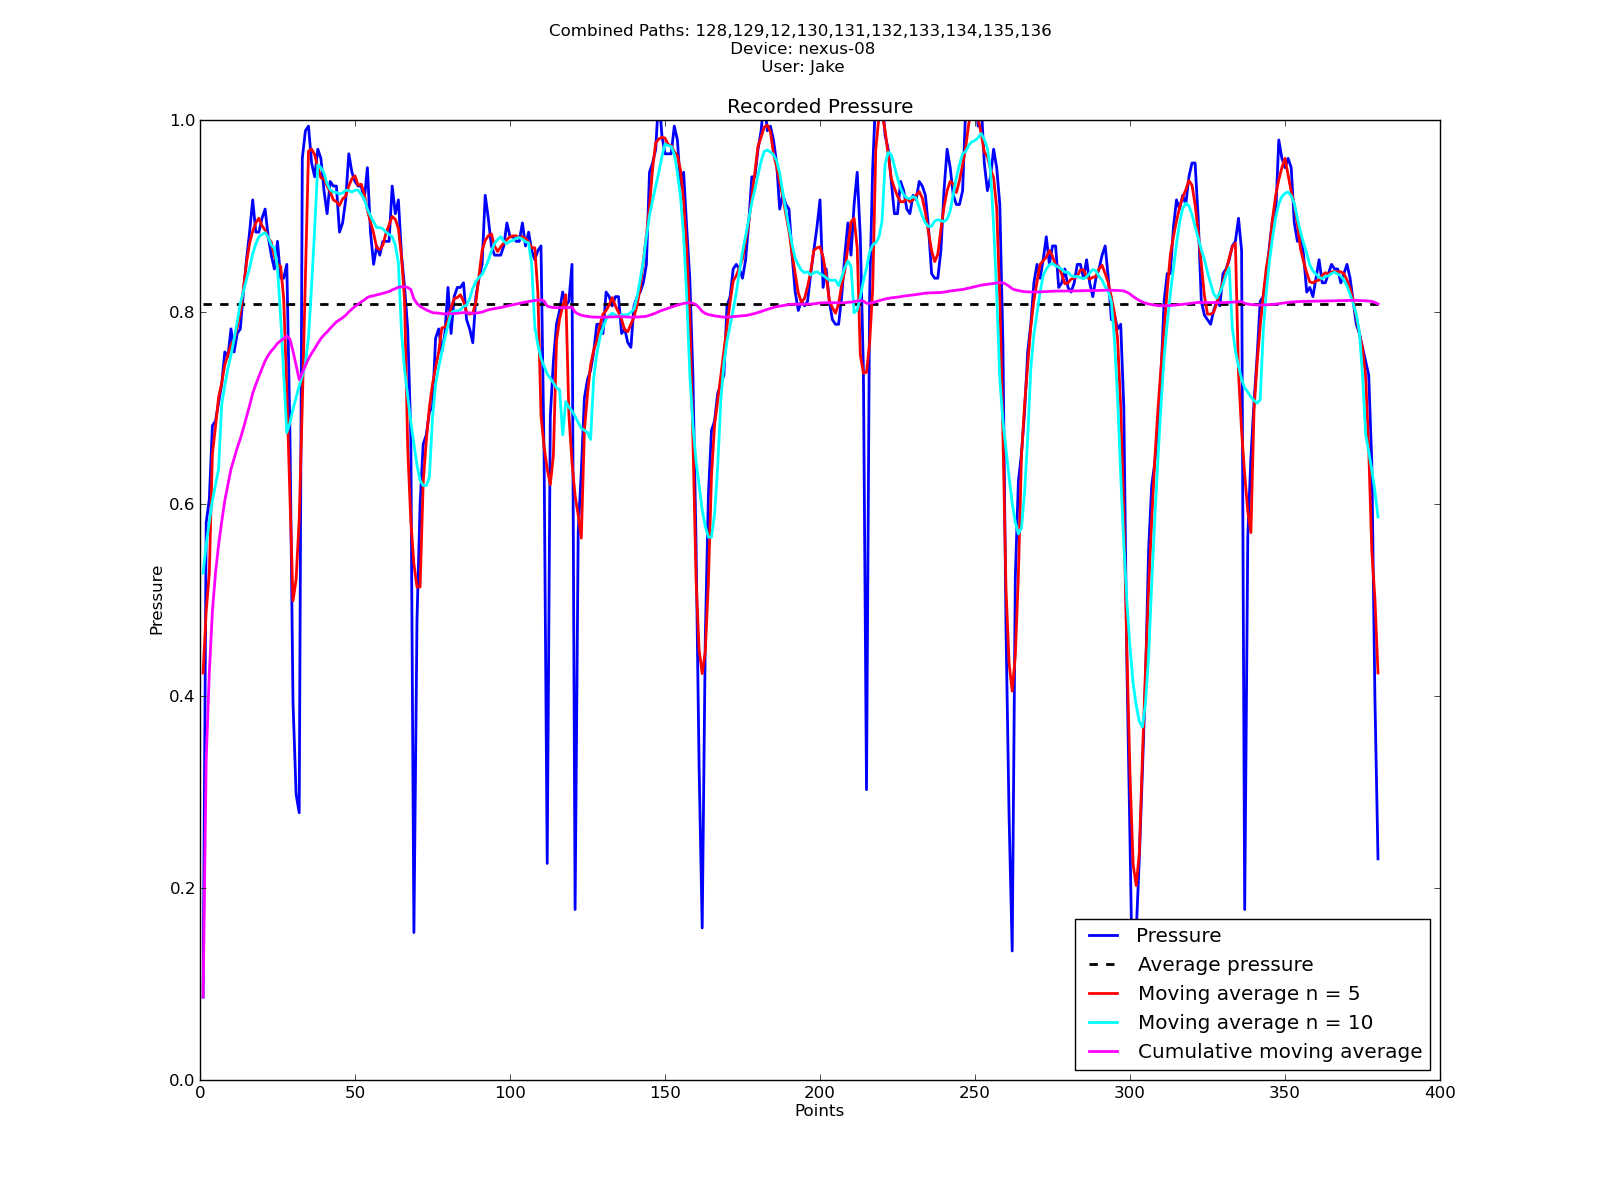 Combined Paths: 128,129,12,130,131,132,133,134,135,136
Device: nexus-08
User: Jake
Recorded Pressure
1.0
0.8
0.6
0.4
0.2
0.0
Pressure
0
50
100
150
200
250
300
350
400
Points
Pressure
Average pressure
Moving average n = 5
Moving average n = 10
Cumulative moving average